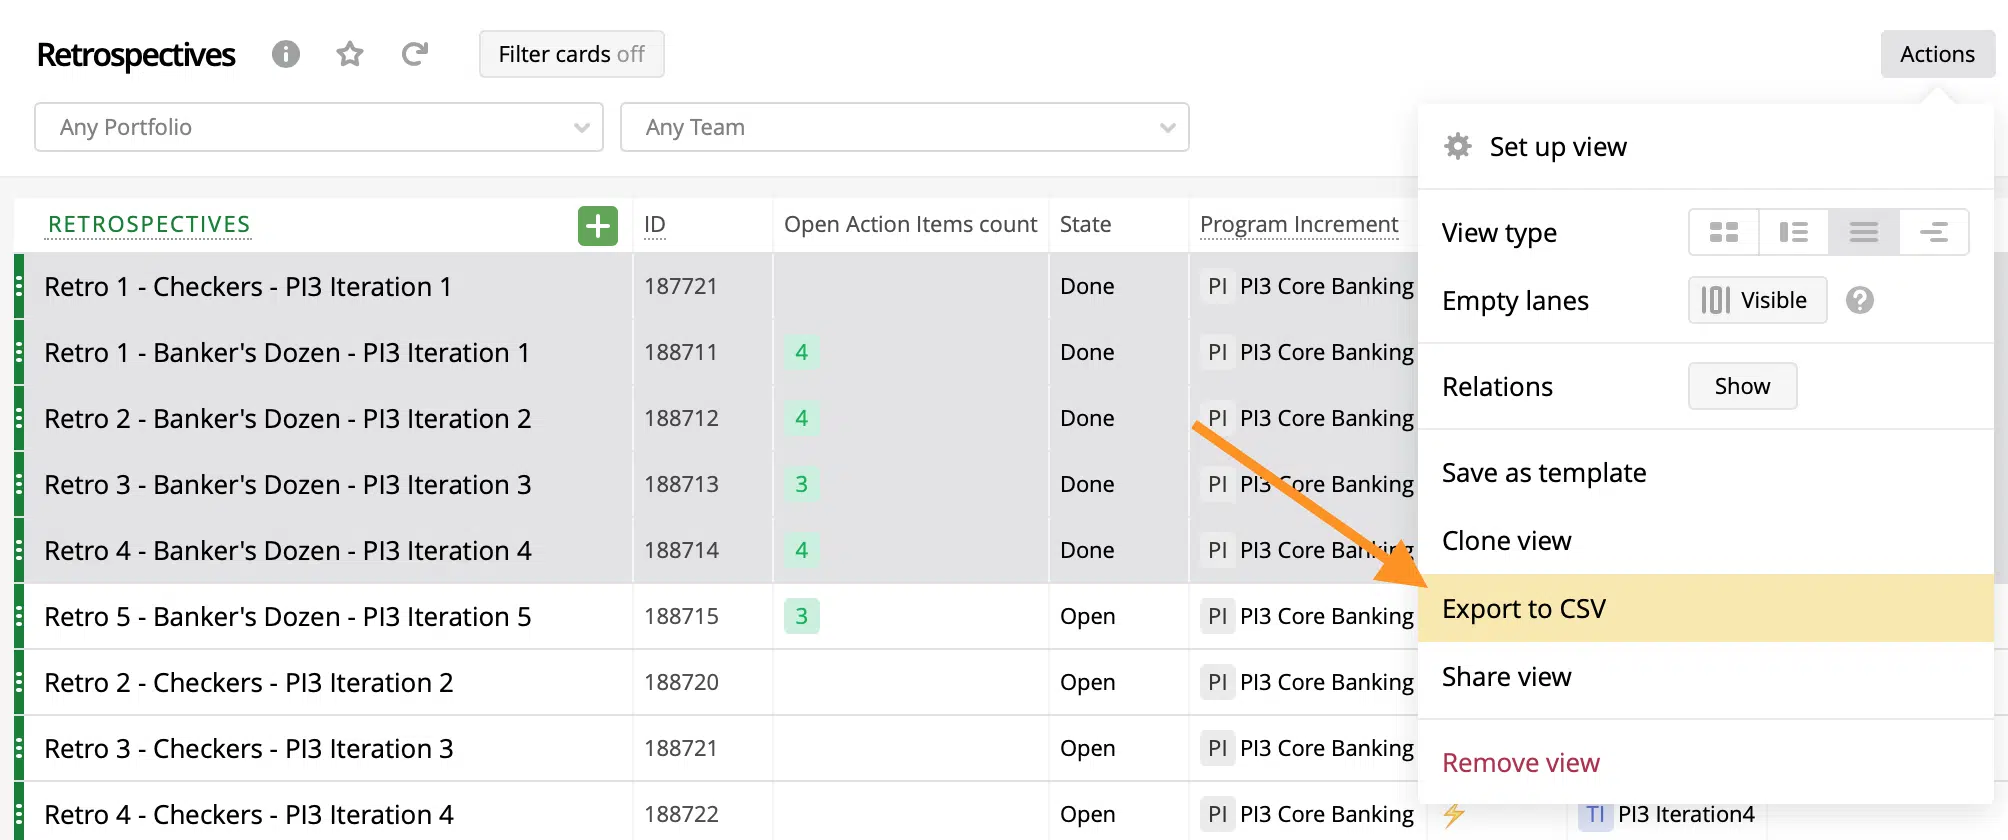 Retrospectives
Filter cards off
Actions
Any Portfolio
Any Team
Set up view
View type
Empty lanes
Visible
Relations
Show
Save as template
Clone view
Export to CSV
Share view
Remove view
RETROSPECTIVES ID Open Action Items count State Program Increment
Retro 1 - Checkers - PI3 Iteration 1 187721 Done PI PI3 Core Banking
Retro 1 - Banker's Dozen - PI3 Iteration 1 188711 4 Done PI PI3 Core Banking
Retro 2 - Banker's Dozen - PI3 Iteration 2 188712 4 Done PI PI3 Core Banking
Retro 3 - Banker's Dozen - PI3 Iteration 3 188713 3 Done PI PI3 Core Banking
Retro 4 - Banker's Dozen - PI3 Iteration 4 188714 4 Done PI PI3 Core Banking
Retro 5 - Banker's Dozen - PI3 Iteration 5 188715 3 Open PI PI3 Core Banking
Retro 2 - Checkers - PI3 Iteration 2 188720 Open PI PI3 Core Banking
Retro 3 - Checkers - PI3 Iteration 3 188721 Open PI PI3 Core Banking
Retro 4 - Checkers - PI3 Iteration 4 188722 Open PI PI3 Core Banking TI PI3 Iteration4